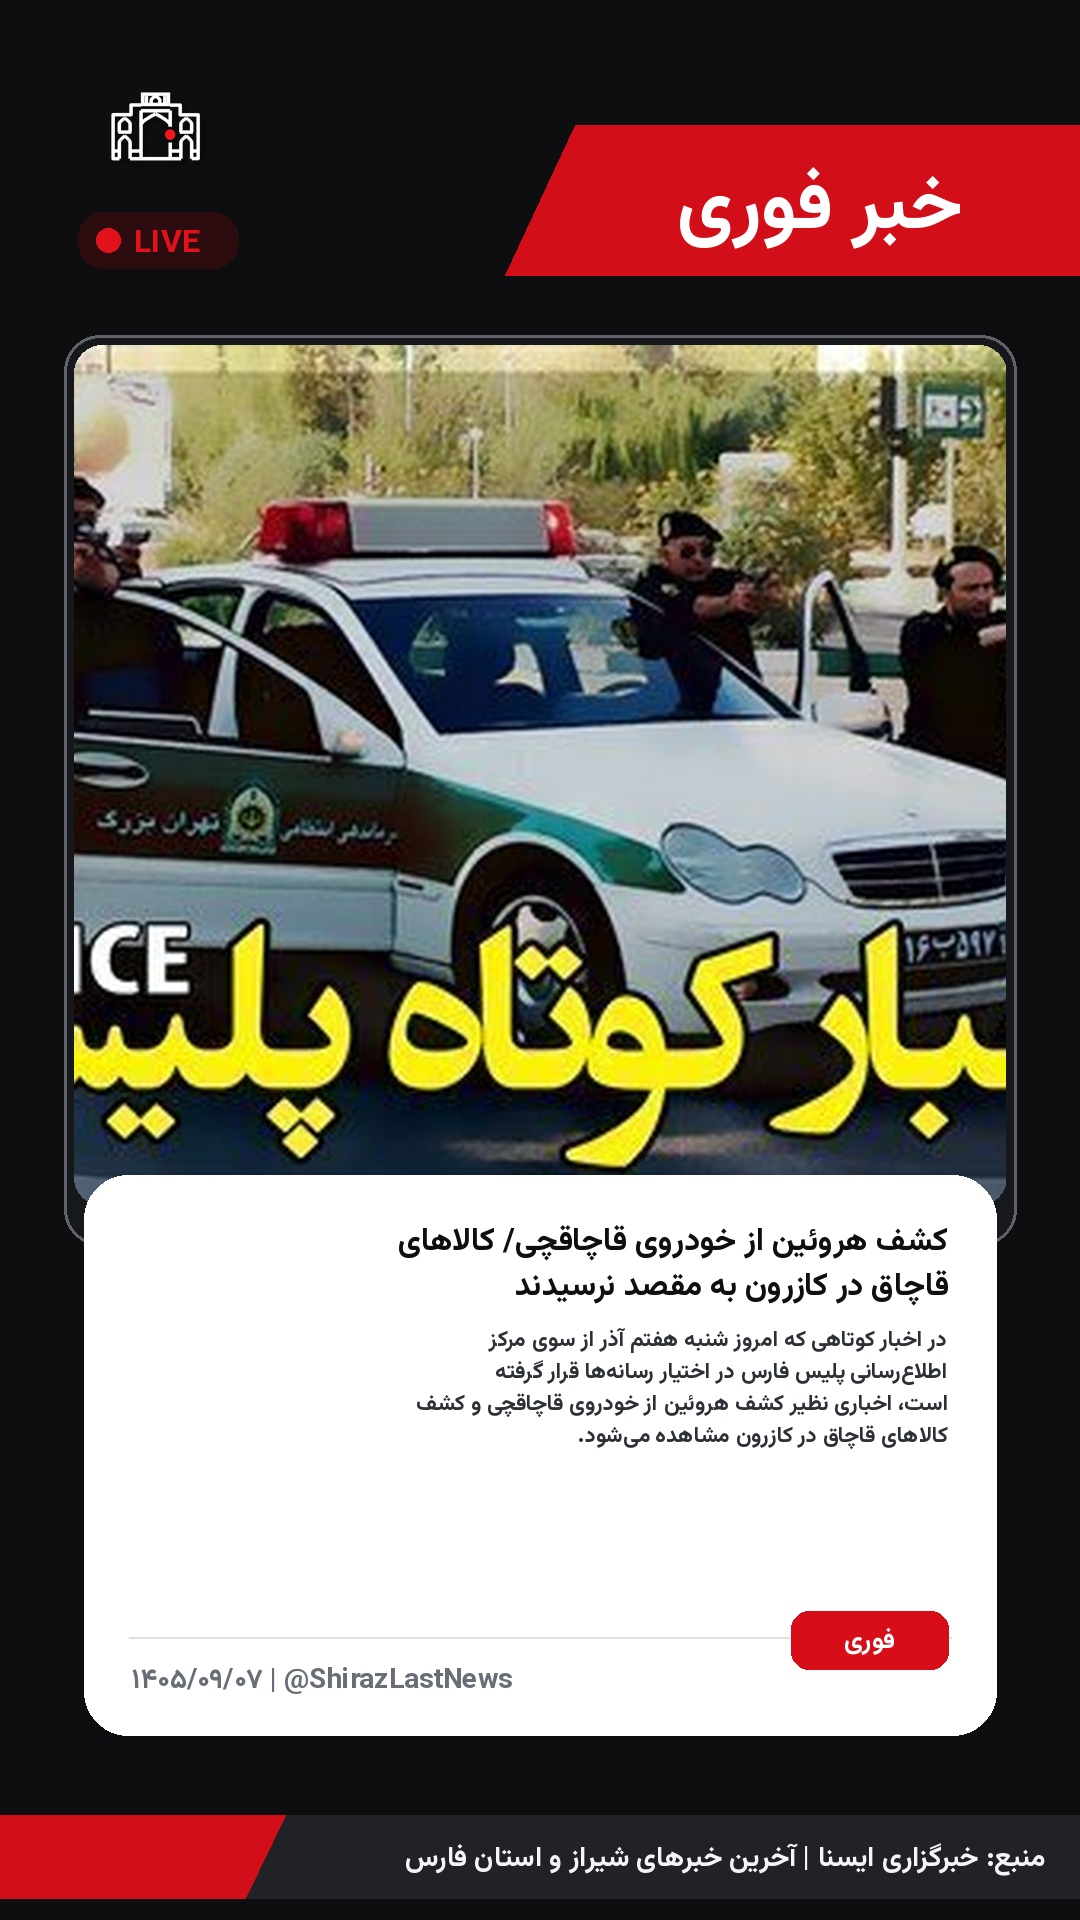 خبر فوری
LIVE
تهران بزرگ
۱۶ب۵۹۷
ICE
بار کوتاه پلیس
کشف هروئین از خودروی قاچاقچی/ کالاهای
قاچاق در کازرون به مقصد نرسیدند
در اخبار کوتاهی که امروز شنبه هفتم آذر از سوی مرکز
اطلاع‌رسانی پلیس فارس در اختیار رسانه‌ها قرار گرفته
است، اخباری نظیر کشف هروئین از خودروی قاچاقچی و کشف
کالاهای قاچاق در کازرون مشاهده می‌شود.
فوری
۱۴۰۵/۰۹/۰۷ | @ShirazLastNews
منبع: خبرگزاری ایسنا | آخرین خبرهای شیراز و استان فارس